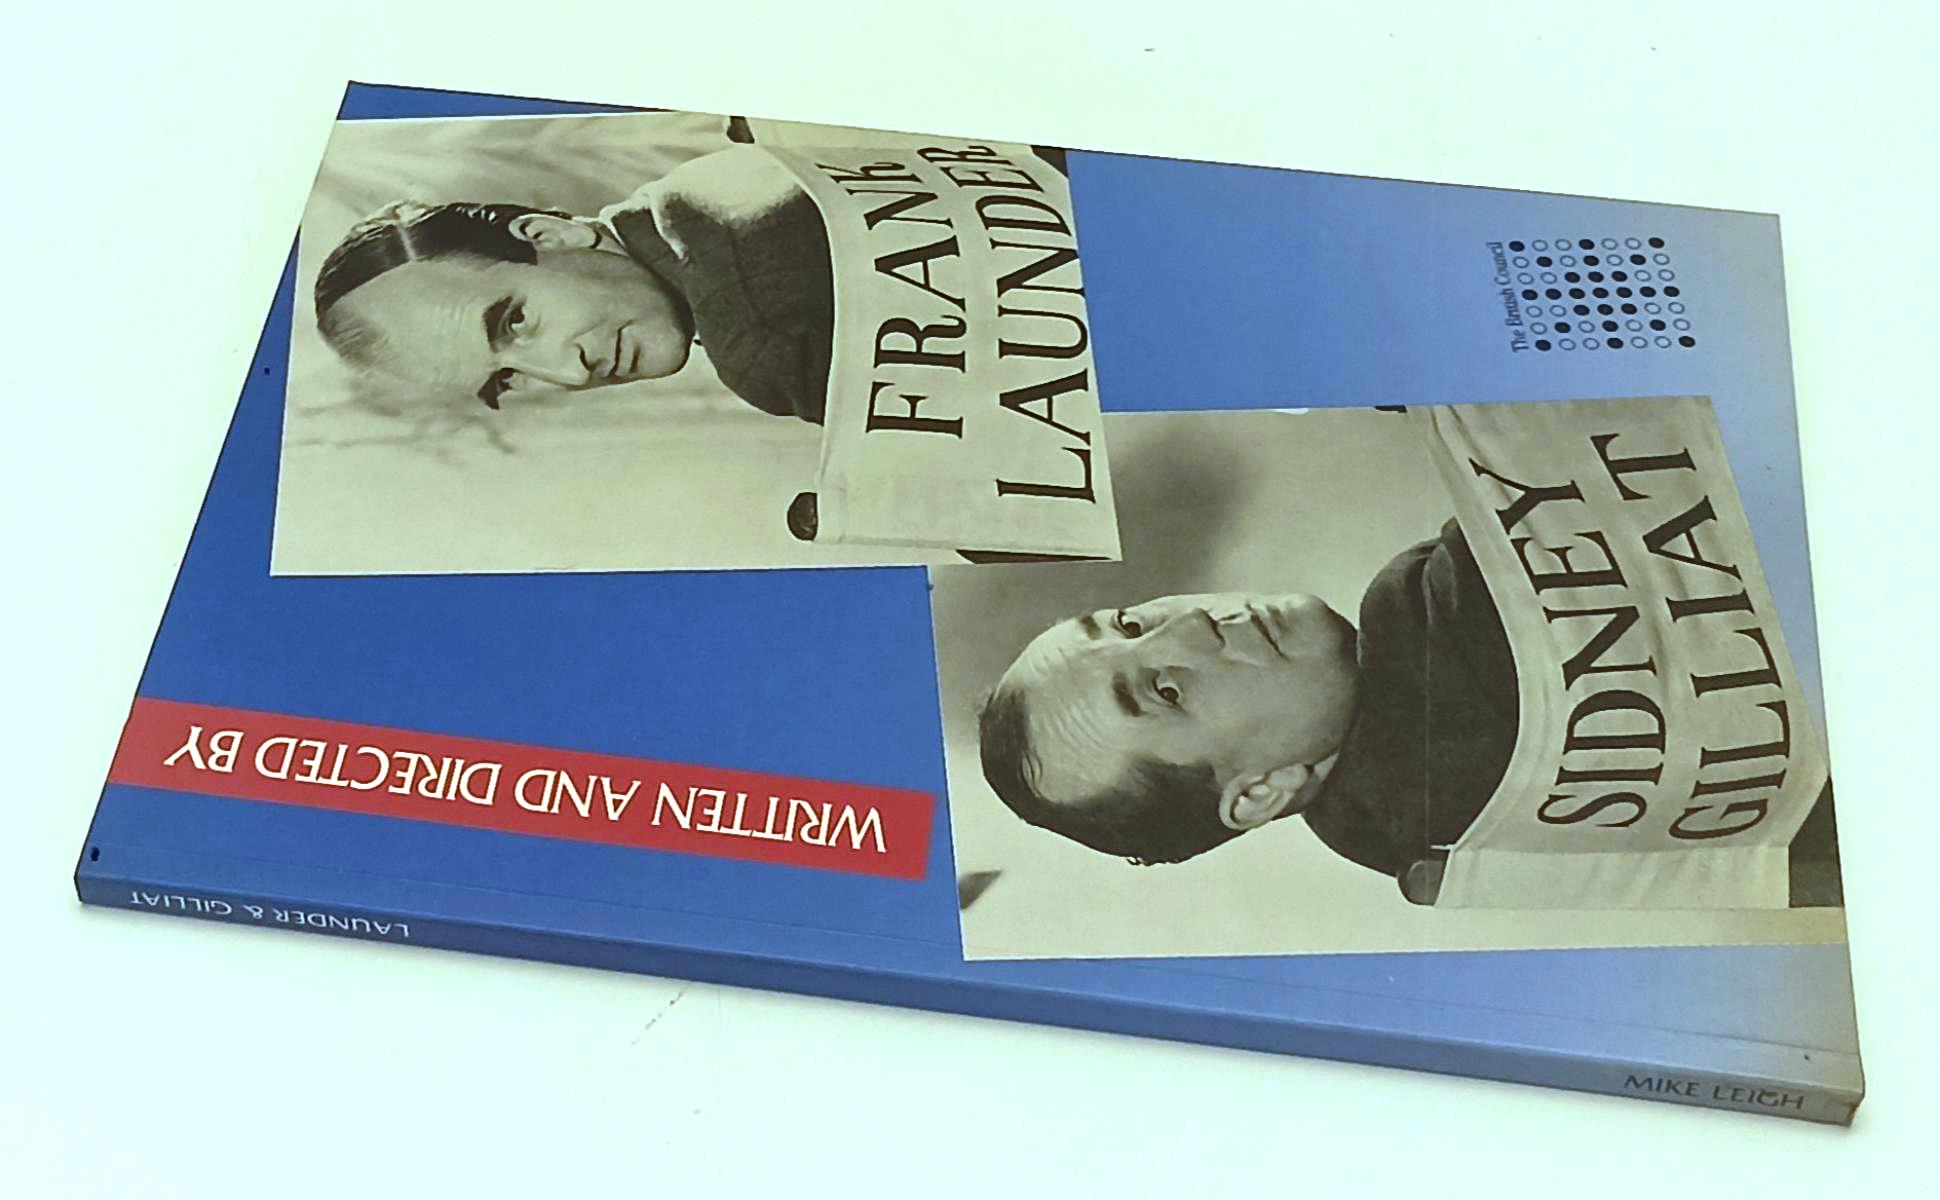 WRITTEN AND DIRECTED BY
FRANK
LAUNDER
SIDNEY
GILLIAT
The British Council
LAUNDER & GILLIAT
MIKE LEIGH